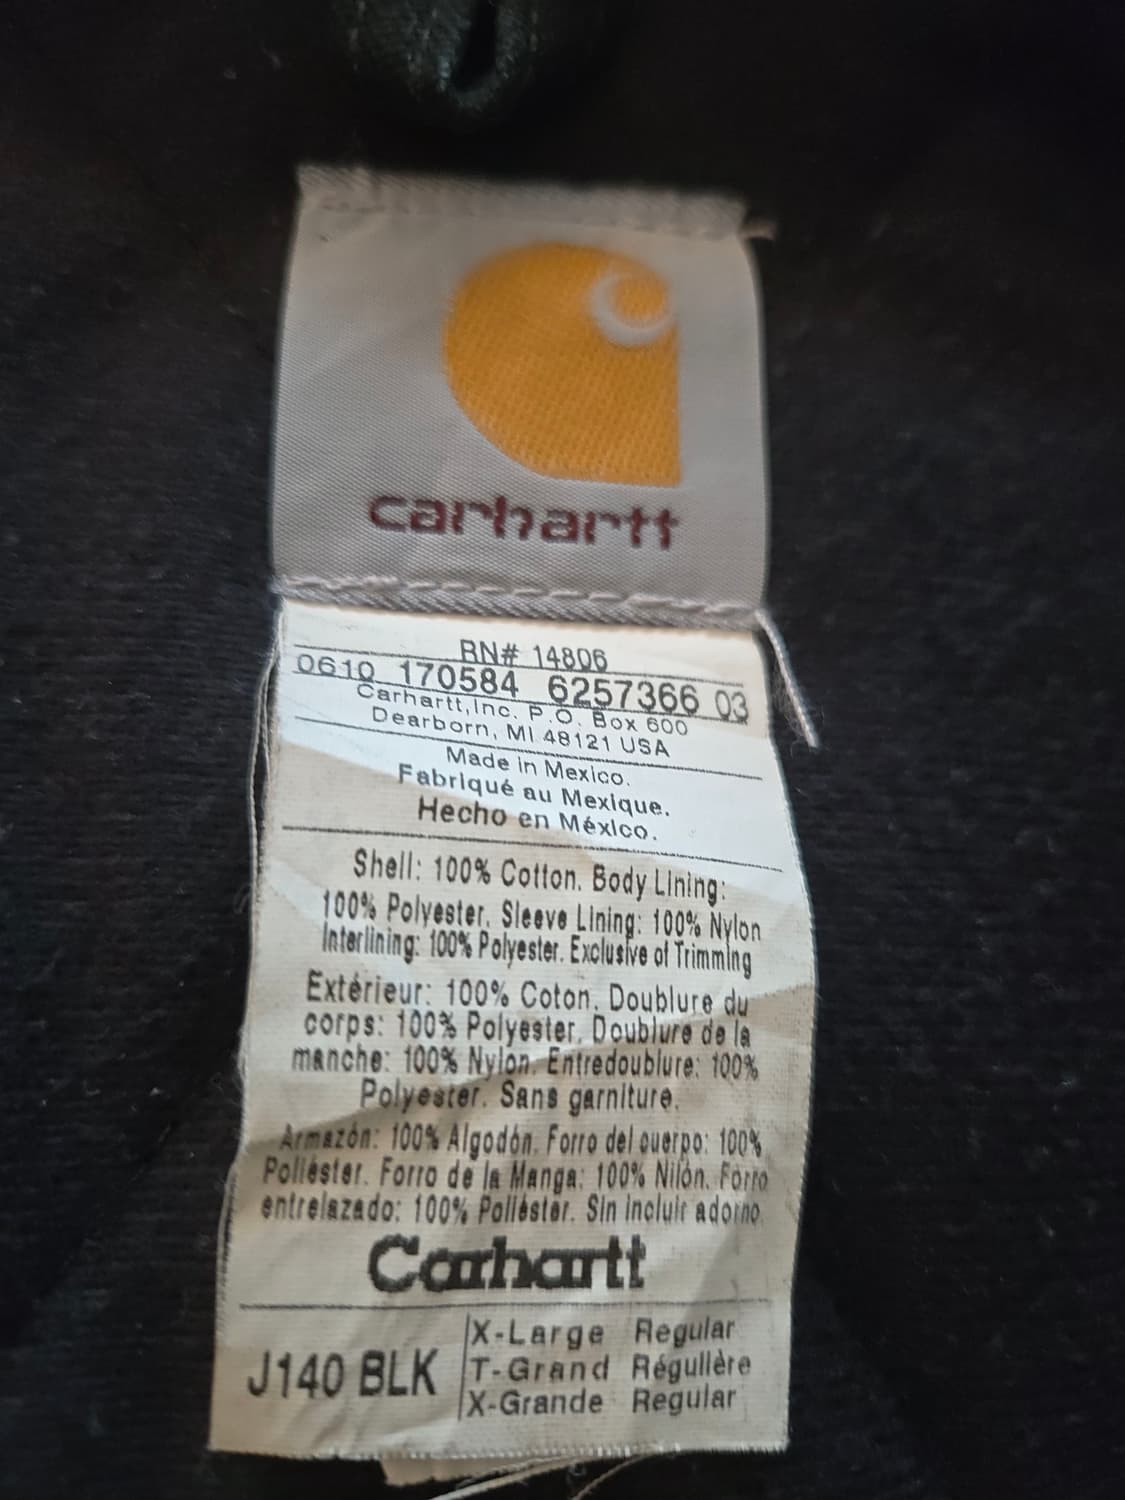 carhartt
RN# 14806
0610 170584 6257366 03
Carhartt,Inc. P.O. Box 600
Dearborn, MI 48121 USA
Made in Mexico.
Fabriqué au Mexique.
Hecho en México.
Shell: 100% Cotton. Body Lining:
100% Polyester. Sleeve Lining: 100% Nylon
Interlining: 100% Polyester. Exclusive of Trimming
Extérieur: 100% Coton. Doublure du
corps: 100% Polyester. Doublure de la
manche: 100% Nylon. Entredoublure: 100%
Polyester. Sans garniture.
Armazón: 100% Algodón. Forro del cuerpo: 100%
Poliéster. Forro de la Manga: 100% Nilón. Forro
entrelazado: 100% Poliéster. Sin incluir adorno
Carhartt
J140 BLK
X-Large Regular
T-Grand Régulière
X-Grande Regular